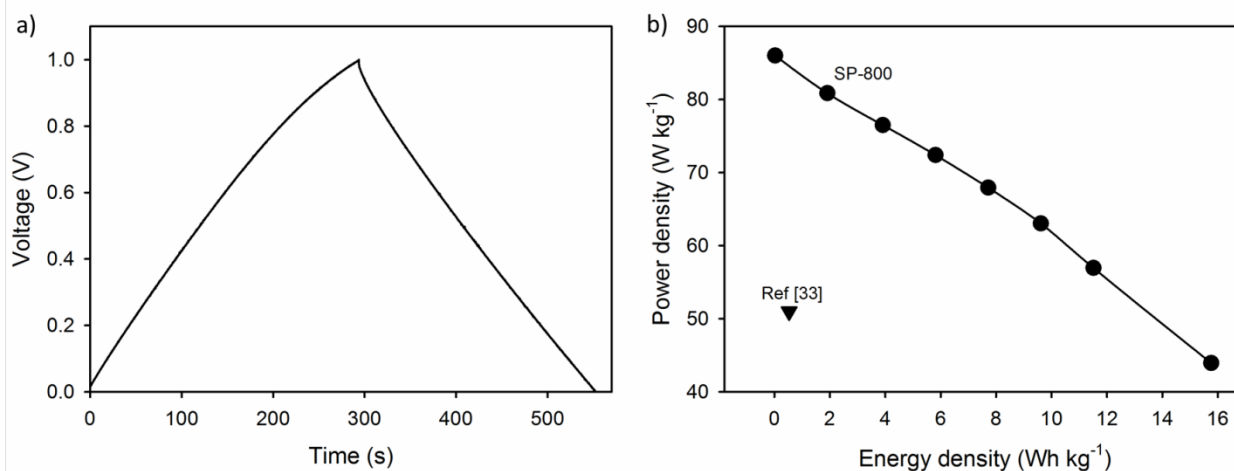 a)
Voltage (V)
1.0
0.8
0.6
0.4
0.2
0.0
0 100 200 300 400 500
Time (s)
b)
Power density (W kg⁻¹)
90
80
70
60
50
40
SP-800
Ref [33]
0 2 4 6 8 10 12 14 16
Energy density (Wh kg⁻¹)